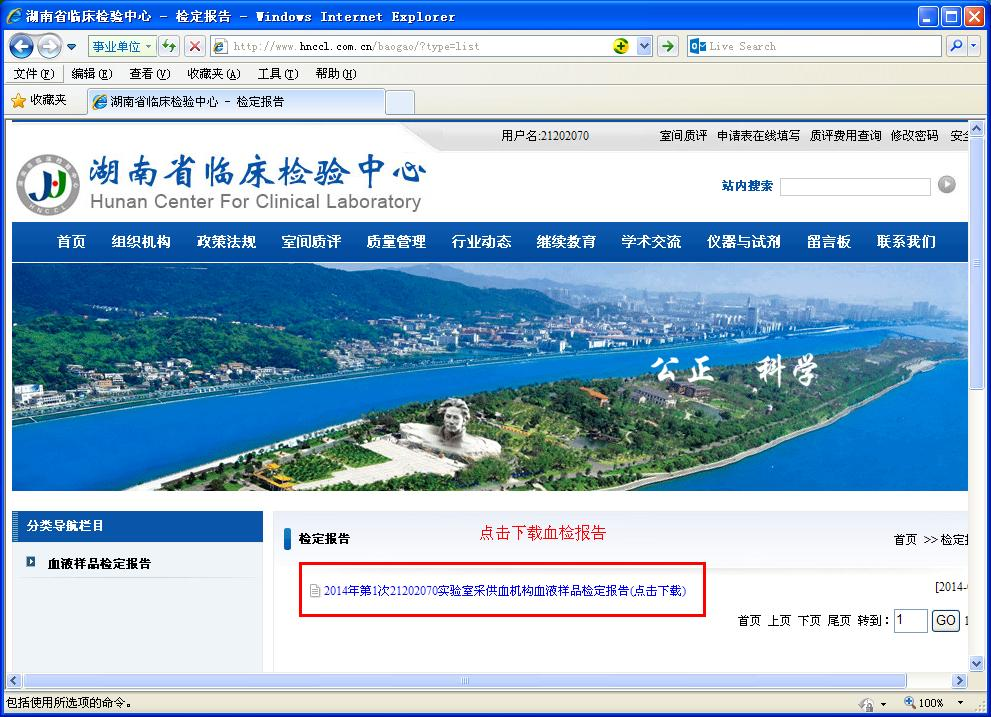 湖南省临床检验中心 - 检定报告 - Windows Internet Explorer
事业单位 http://www.hnccl.com.cn/baogao/?type=list Live Search
文件(F) 编辑(E) 查看(V) 收藏夹(A) 工具(T) 帮助(H)
收藏夹 湖南省临床检验中心 - 检定报告
用户名:21202070 室间质评 申请表在线填写 质评费用查询 修改密码 安全
湖南省临床检验中心
Hunan Center For Clinical Laboratory
站内搜索
首页 组织机构 政策法规 室间质评 质量管理 行业动态 继续教育 学术交流 仪器与试剂 留言板 联系我们
公正 科学
分类导航栏目
血液样品检定报告
检定报告 点击下载血检报告 首页 >> 检定
2014年第1次21202070实验室采供血机构血液样品检定报告(点击下载)
[2014-
首页 上页 下页 尾页 转到: 1 GO 1
包括使用所选项的命令。 100%